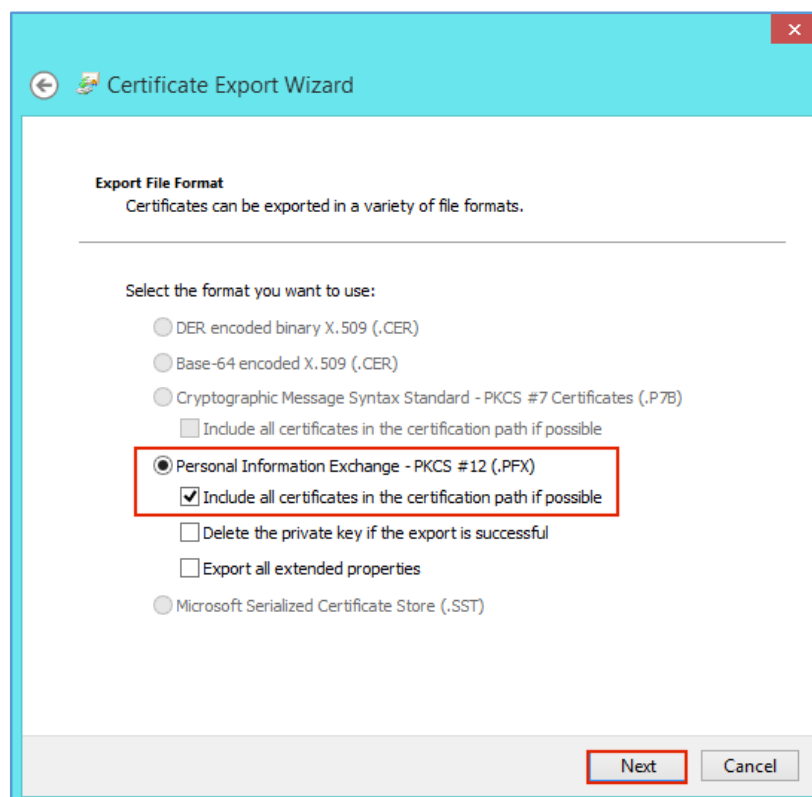 Certificate Export Wizard
Export File Format
Certificates can be exported in a variety of file formats.
Select the format you want to use:
DER encoded binary X.509 (.CER)
Base-64 encoded X.509 (.CER)
Cryptographic Message Syntax Standard - PKCS #7 Certificates (.P7B)
Include all certificates in the certification path if possible
Personal Information Exchange - PKCS #12 (.PFX)
Include all certificates in the certification path if possible
Delete the private key if the export is successful
Export all extended properties
Microsoft Serialized Certificate Store (.SST)
Next Cancel